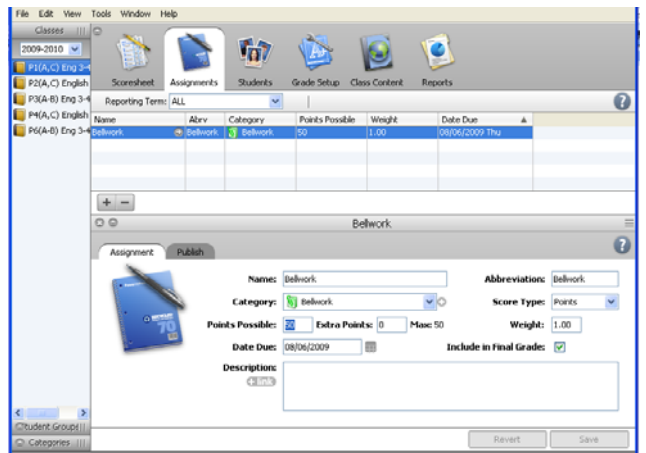 File Edit View Tools Window Help
Classes
2009-2010
P1(A,C) Eng 3-4
P2(A,C) English
P3(A-B) Eng 3-4
P4(A,C) English
P6(A-B) Eng 3-4
Scoresheet Assignments Students Grade Setup Class Content Reports
Reporting Term: ALL
Name Abrv Category Points Possible Weight Date Due
Bellwork Bellwork Bellwork 50 1.00 08/06/2009 Thu
+ −
Bellwork
Assignment Publish
70
Name: Bellwork Abbreviation: Bellwork
Category: Bellwork Score Type: Points
Points Possible: 50 Extra Points: 0 Max: 50 Weight: 1.00
Date Due: 08/06/2009 Include in Final Grade:
Description:
+ link
Student Groups
Categories
Revert Save